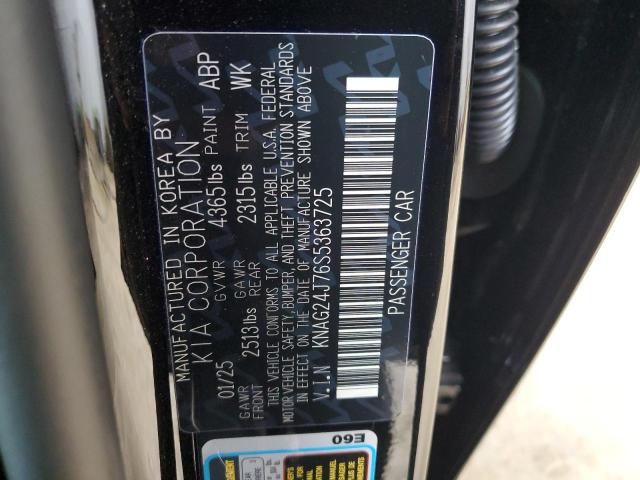 MANUFACTURED IN KOREA BY
KIA CORPORATION
01/25 GVWR 4365lbs PAINT ABP
GAWR FRONT 2513lbs GAWR REAR 2315lbs TRIM WK
THIS VEHICLE CONFORMS TO ALL APPLICABLE U.S.A. FEDERAL
MOTOR VEHICLE SAFETY, BUMPER, AND THEFT PREVENTION STANDARDS
IN EFFECT ON THE DATE OF MANUFACTURE SHOWN ABOVE
V.I.N KNAG24J76S5363725
PASSENGER CAR
E60